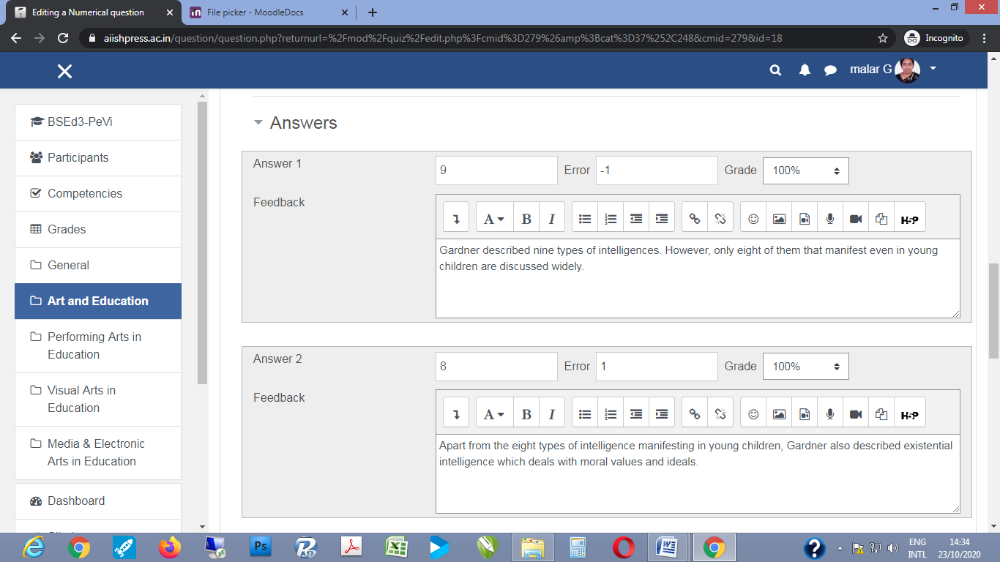 Editing a Numerical question
File picker - MoodleDocs
aiishpress.ac.in/question/question.php?returnurl=%2Fmod%2Fquiz%2Fedit.php%3Fcmid%3D279%26amp%3Bcat%3D37%252C248&cmid=279&id=18
Incognito
malar G
BSEd3-PeVi
Participants
Competencies
Grades
General
Art and Education
Performing Arts in
Education
Visual Arts in
Education
Media & Electronic
Arts in Education
Dashboard
Answers
Answer 1
9
Error
-1
Grade
100%
Feedback
A B I
H5P
Gardner described nine types of intelligences. However, only eight of them that manifest even in young
children are discussed widely.
Answer 2
8
Error
1
Grade
100%
Feedback
A B I
H5P
Apart from the eight types of intelligence manifesting in young children, Gardner also described existential
intelligence which deals with moral values and ideals.
Ps
ENG
INTL
14:34
23/10/2020